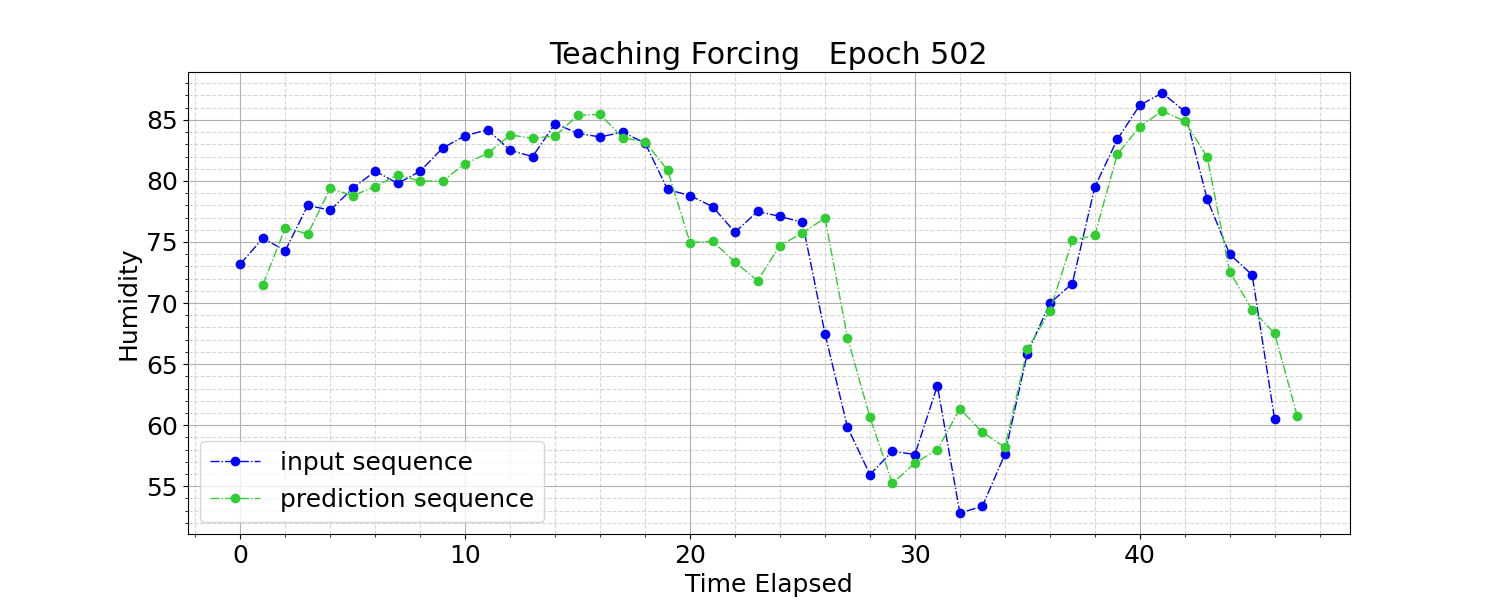 Teaching Forcing   Epoch 502
Humidity
85
80
75
70
65
60
55
input sequence
prediction sequence
0 10 20 30 40
Time Elapsed